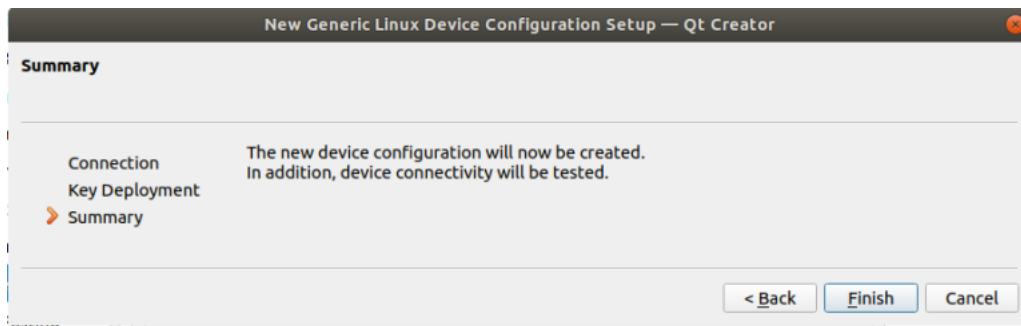 New Generic Linux Device Configuration Setup — Qt Creator
Summary
Connection
Key Deployment
Summary
The new device configuration will now be created.
In addition, device connectivity will be tested.
< Back
Finish
Cancel